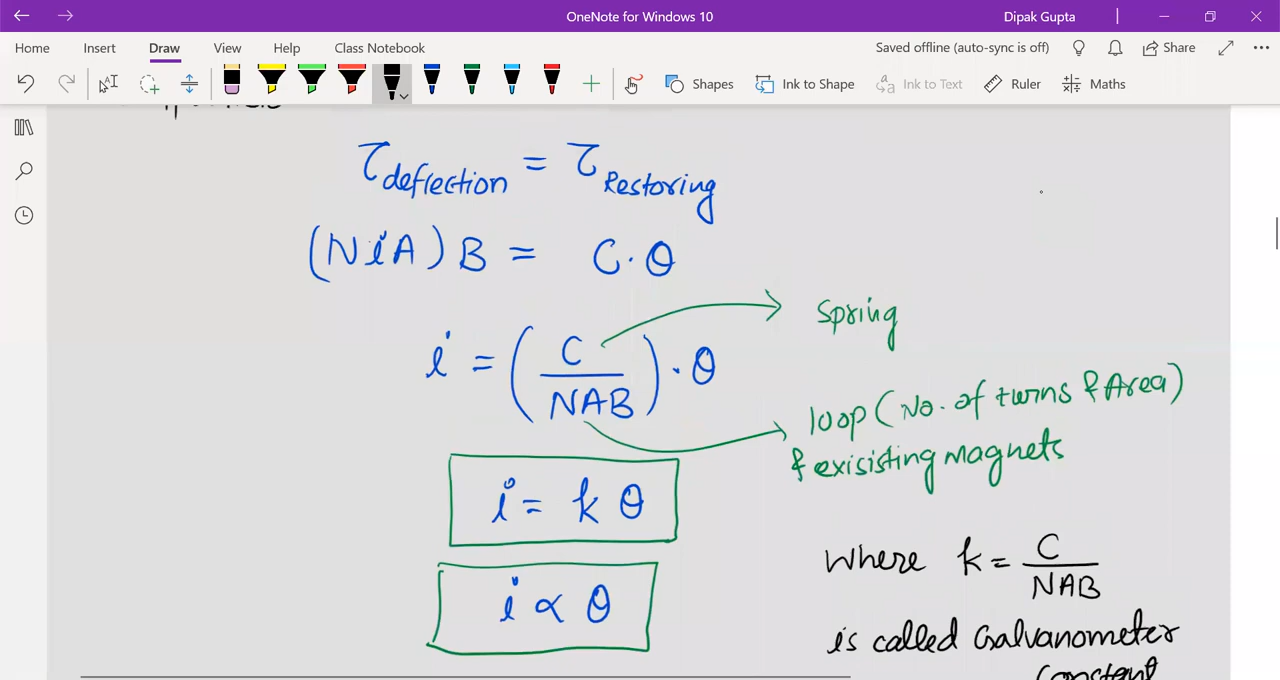 OneNote for Windows 10
Dipak Gupta
Home Insert Draw View Help Class Notebook
Saved offline (auto-sync is off) Share
Shapes Ink to Shape Ink to Text Ruler Maths
τdeflection = τRestoring
(NiA) B = C·θ
i = (C/NAB)·θ
Spring
loop (No. of turns & Area)
& exisisting magnets
i = k θ
i ∝ θ
Where k = C/NAB
is called Galvanometer
Constant